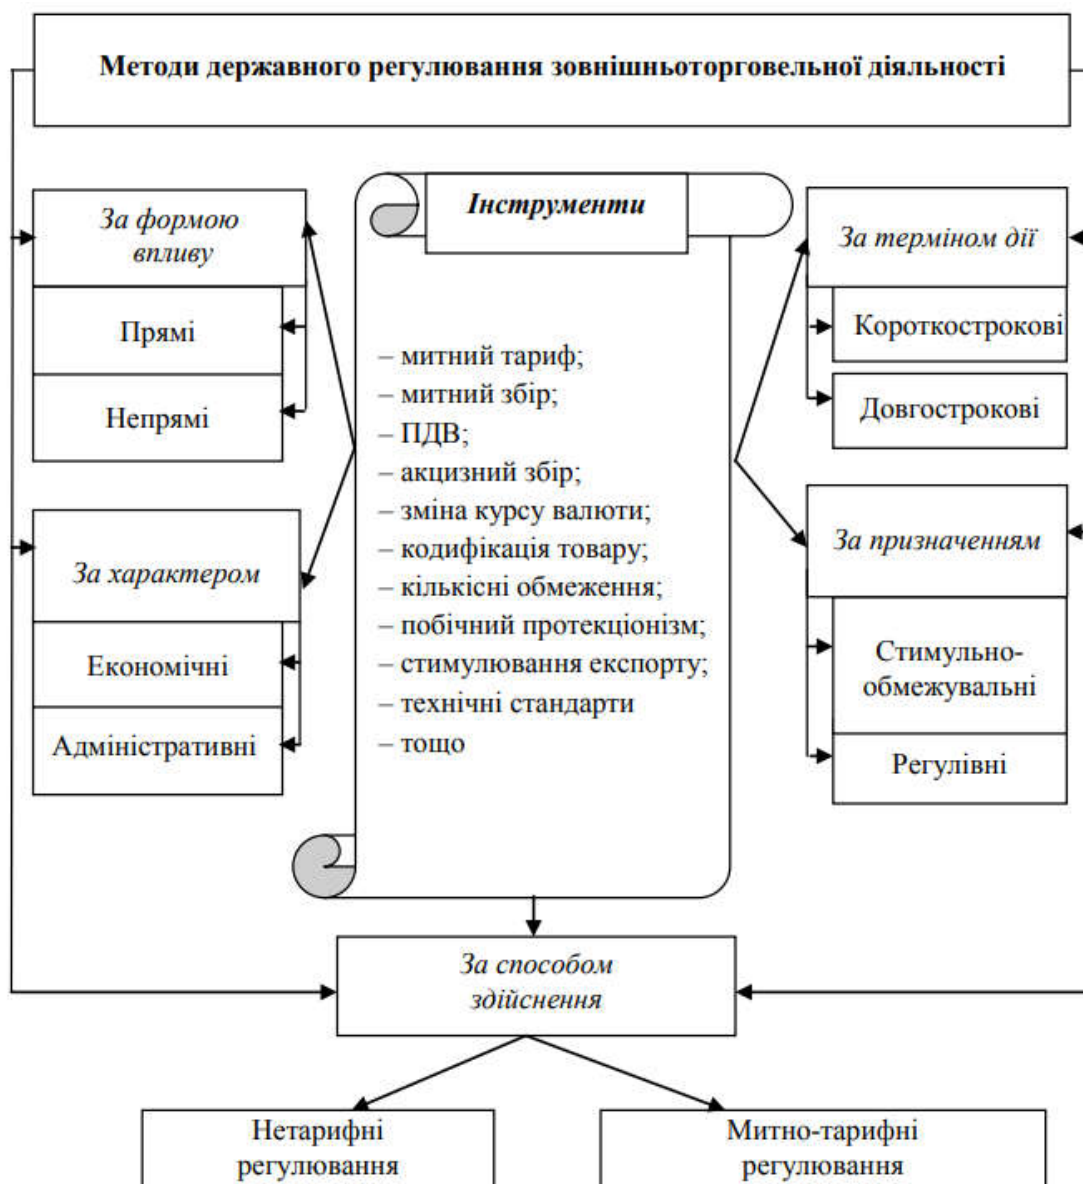 Методи державного регулювання зовнішньоторговельної діяльності
За формою
впливу
Прямі
Непрямі
За характером
Економічні
Адміністративні
Інструменти
– митний тариф;
– митний збір;
– ПДВ;
– акцизний збір;
– зміна курсу валюти;
– кодифікація товару;
– кількісні обмеження;
– побічний протекціонізм;
– стимулювання експорту;
– технічні стандарти
– тощо
За терміном дії
Короткострокові
Довгострокові
За призначенням
Стимульно-
обмежувальні
Регулівні
За способом
здійснення
Нетарифні
регулювання
Митно-тарифні
регулювання